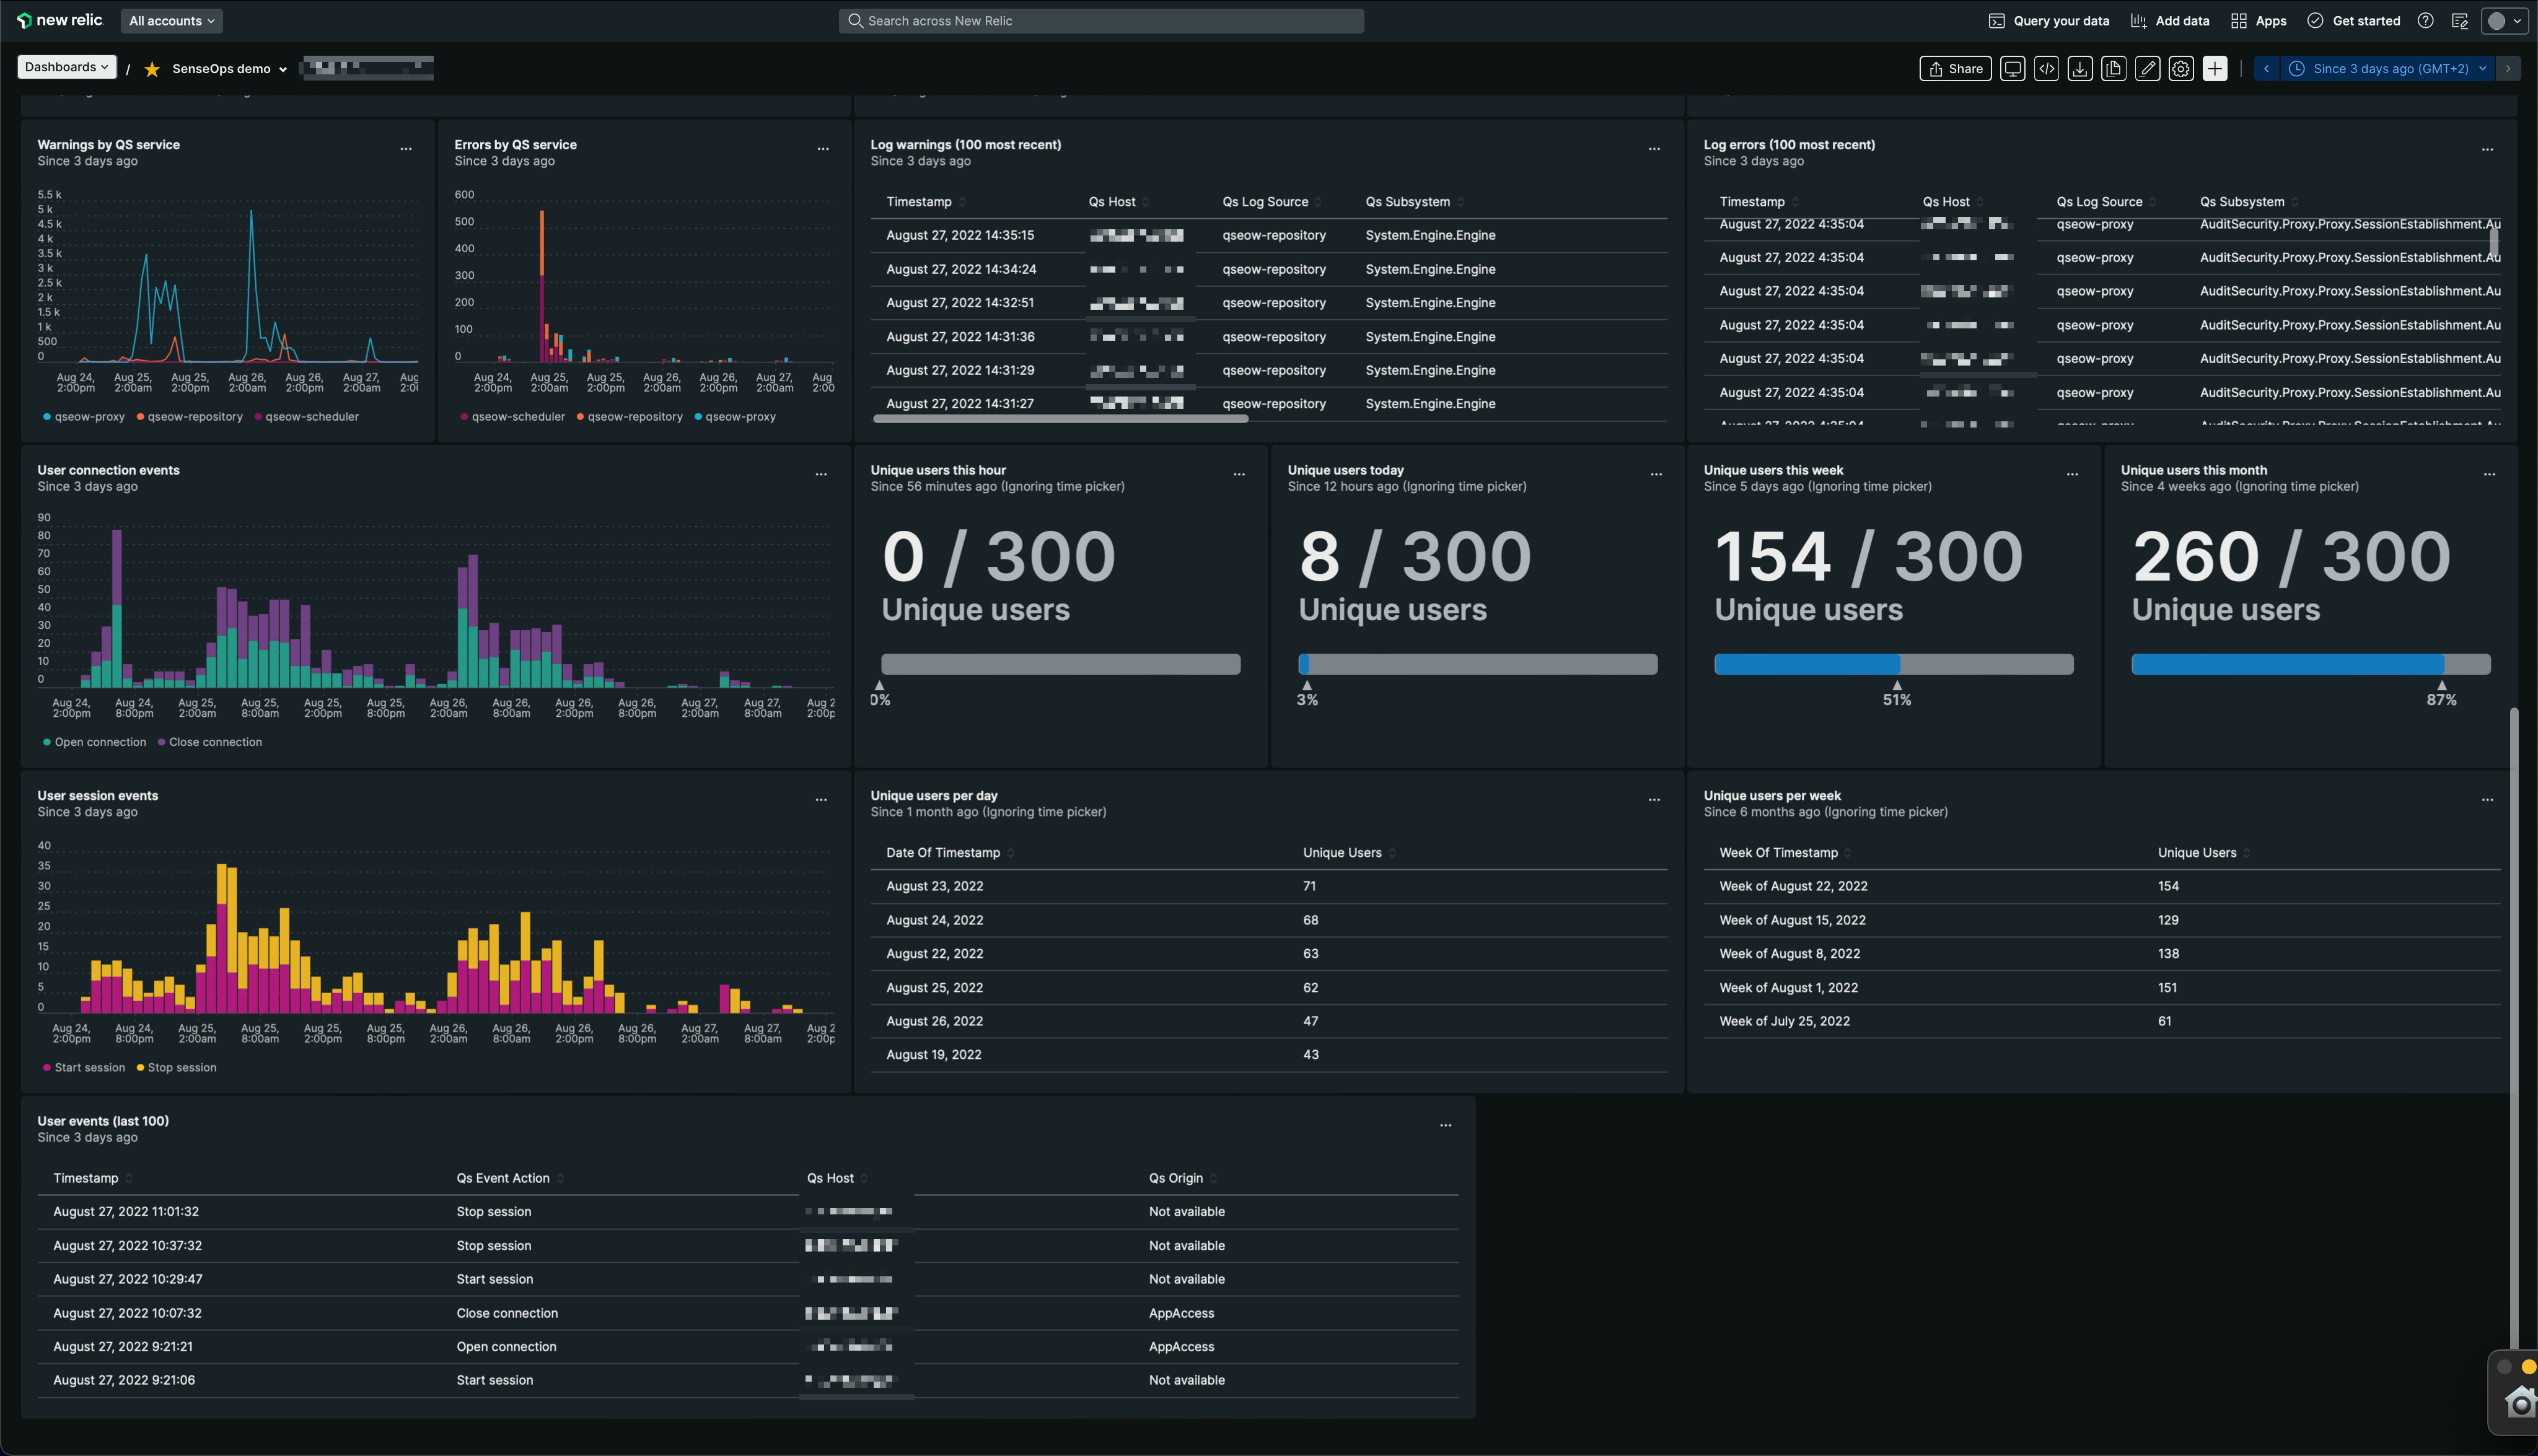 new relic
All accounts
Search across New Relic
Query your data
Add data
Apps
Get started
Dashboards
/
SenseOps demo
Share
Since 3 days ago (GMT+2)
Warnings by QS service
Since 3 days ago
5.5 k
5 k
4.5 k
4 k
3.5 k
3 k
2.5 k
2 k
1.5 k
1 k
500
0
Aug 24, 2:00pm
Aug 25, 2:00am
Aug 25, 2:00pm
Aug 26, 2:00am
Aug 26, 2:00pm
Aug 27, 2:00am
qseow-proxy
qseow-repository
qseow-scheduler
Errors by QS service
Since 3 days ago
600
500
400
300
200
100
0
Aug 24, 2:00pm
Aug 25, 2:00am
Aug 25, 2:00pm
Aug 26, 2:00am
Aug 26, 2:00pm
Aug 27, 2:00am
Aug 2:00
qseow-scheduler
qseow-repository
qseow-proxy
Log warnings (100 most recent)
Since 3 days ago
Timestamp Qs Host Qs Log Source Qs Subsystem
August 27, 2022 14:35:15 qseow-repository System.Engine.Engine
August 27, 2022 14:34:24 qseow-repository System.Engine.Engine
August 27, 2022 14:32:51 qseow-repository System.Engine.Engine
August 27, 2022 14:31:36 qseow-repository System.Engine.Engine
August 27, 2022 14:31:29 qseow-repository System.Engine.Engine
August 27, 2022 14:31:27 qseow-repository System.Engine.Engine
Log errors (100 most recent)
Since 3 days ago
Timestamp Qs Host Qs Log Source Qs Subsystem
August 27, 2022 4:35:04 qseow-proxy AuditSecurity.Proxy.Proxy.SessionEstablishment.Au
August 27, 2022 4:35:04 qseow-proxy AuditSecurity.Proxy.Proxy.SessionEstablishment.Au
August 27, 2022 4:35:04 qseow-proxy AuditSecurity.Proxy.Proxy.SessionEstablishment.Au
August 27, 2022 4:35:04 qseow-proxy AuditSecurity.Proxy.Proxy.SessionEstablishment.Au
August 27, 2022 4:35:04 qseow-proxy AuditSecurity.Proxy.Proxy.SessionEstablishment.Au
August 27, 2022 4:35:04 qseow-proxy AuditSecurity.Proxy.Proxy.SessionEstablishment.Au
User connection events
Since 3 days ago
90
80
70
60
50
40
30
20
10
0
Aug 24, 2:00pm
Aug 24, 8:00pm
Aug 25, 2:00am
Aug 25, 8:00am
Aug 25, 2:00pm
Aug 25, 8:00pm
Aug 26, 2:00am
Aug 26, 8:00am
Aug 26, 2:00pm
Aug 26, 8:00pm
Aug 27, 2:00am
Aug 27, 8:00am
Aug 2 2:00p
Open connection
Close connection
Unique users this hour
Since 56 minutes ago (Ignoring time picker)
0 / 300
Unique users
0%
Unique users today
Since 12 hours ago (Ignoring time picker)
8 / 300
Unique users
3%
Unique users this week
Since 5 days ago (Ignoring time picker)
154 / 300
Unique users
51%
Unique users this month
Since 4 weeks ago (Ignoring time picker)
260 / 300
Unique users
87%
User session events
Since 3 days ago
40
35
30
25
20
15
10
5
0
Aug 24, 2:00pm
Aug 24, 8:00pm
Aug 25, 2:00am
Aug 25, 8:00am
Aug 25, 2:00pm
Aug 25, 8:00pm
Aug 26, 2:00am
Aug 26, 8:00am
Aug 26, 2:00pm
Aug 26, 8:00pm
Aug 27, 2:00am
Aug 27, 8:00am
Aug 2 2:00p
Start session
Stop session
Unique users per day
Since 1 month ago (Ignoring time picker)
Date Of Timestamp Unique Users
August 23, 2022 71
August 24, 2022 68
August 22, 2022 63
August 25, 2022 62
August 26, 2022 47
August 19, 2022 43
Unique users per week
Since 6 months ago (Ignoring time picker)
Week Of Timestamp Unique Users
Week of August 22, 2022 154
Week of August 15, 2022 129
Week of August 8, 2022 138
Week of August 1, 2022 151
Week of July 25, 2022 61
User events (last 100)
Since 3 days ago
Timestamp Qs Event Action Qs Host Qs Origin
August 27, 2022 11:01:32 Stop session Not available
August 27, 2022 10:37:32 Stop session Not available
August 27, 2022 10:29:47 Start session Not available
August 27, 2022 10:07:32 Close connection AppAccess
August 27, 2022 9:21:21 Open connection AppAccess
August 27, 2022 9:21:06 Start session Not available